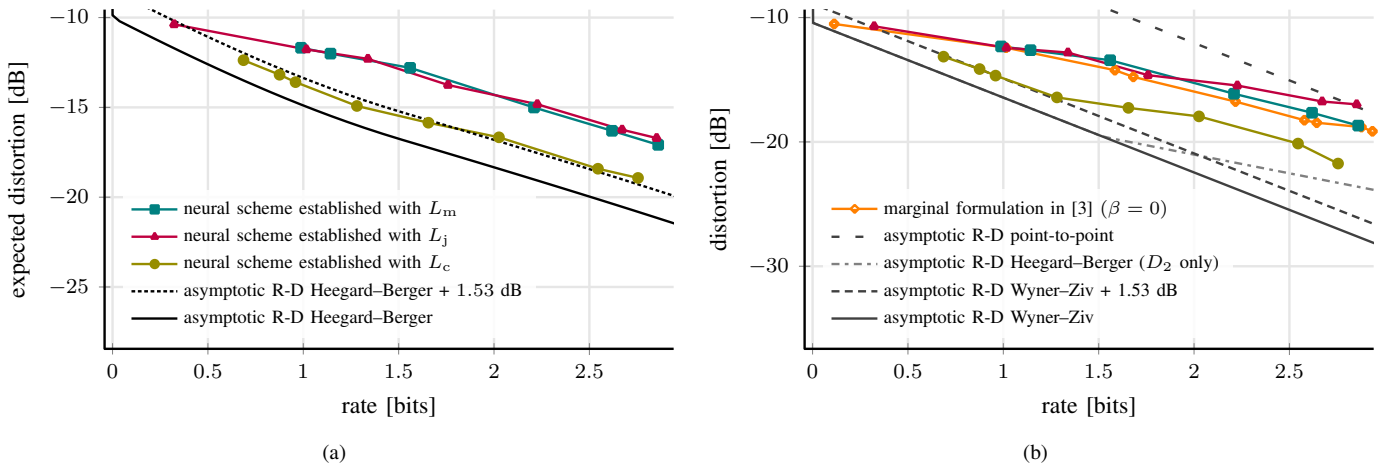 −10
−15
−20
−25
expected distortion [dB]
neural scheme established with Lm
neural scheme established with Lj
neural scheme established with Lc
asymptotic R-D Heegard–Berger + 1.53 dB
asymptotic R-D Heegard–Berger
0
0.5
1
1.5
2
2.5
rate [bits]
(a)
−10
−20
−30
distortion [dB]
marginal formulation in [3] (β = 0)
asymptotic R-D point-to-point
asymptotic R-D Heegard–Berger (D2 only)
asymptotic R-D Wyner–Ziv + 1.53 dB
asymptotic R-D Wyner–Ziv
0
0.5
1
1.5
2
2.5
rate [bits]
(b)